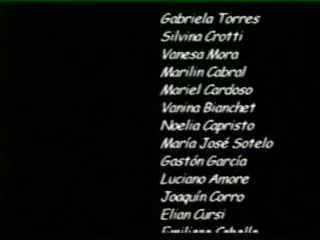 Gabriela Torres
Silvina Crotti
Vanesa Mora
Marilin Cabral
Mariel Cardoso
Vanina Bianchet
Noelia Capristo
María José Sotelo
Gastón García
Luciano Amore
Joaquín Corro
Elian Cursi
Emiliano